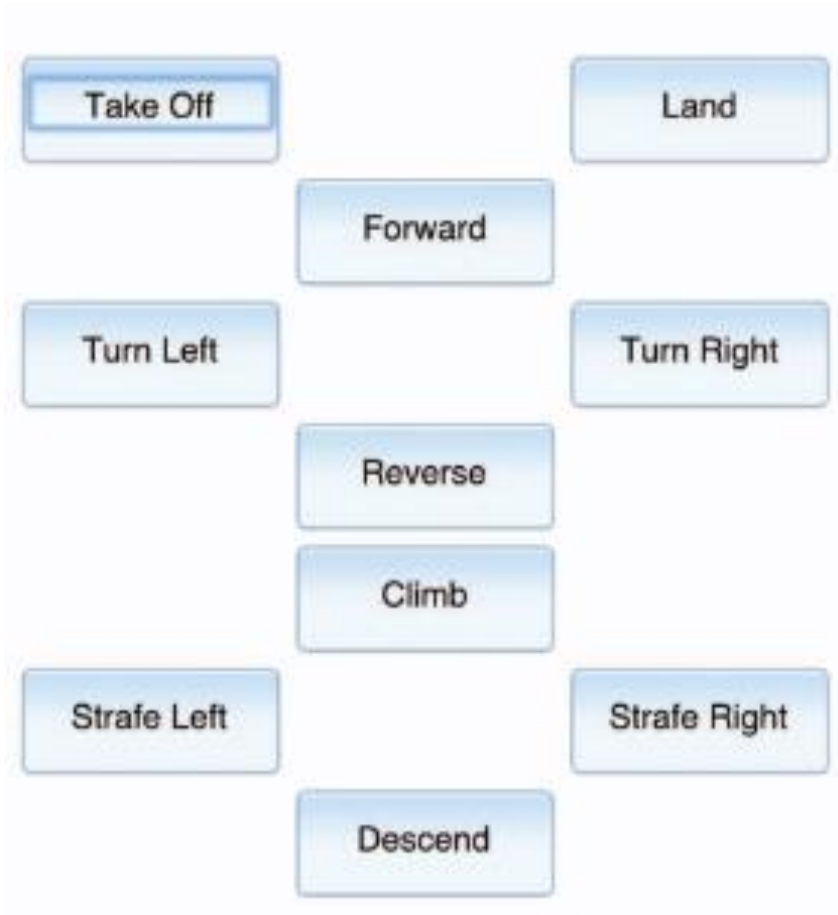 Take Off
Land
Forward
Turn Left
Turn Right
Reverse
Climb
Strafe Left
Strafe Right
Descend